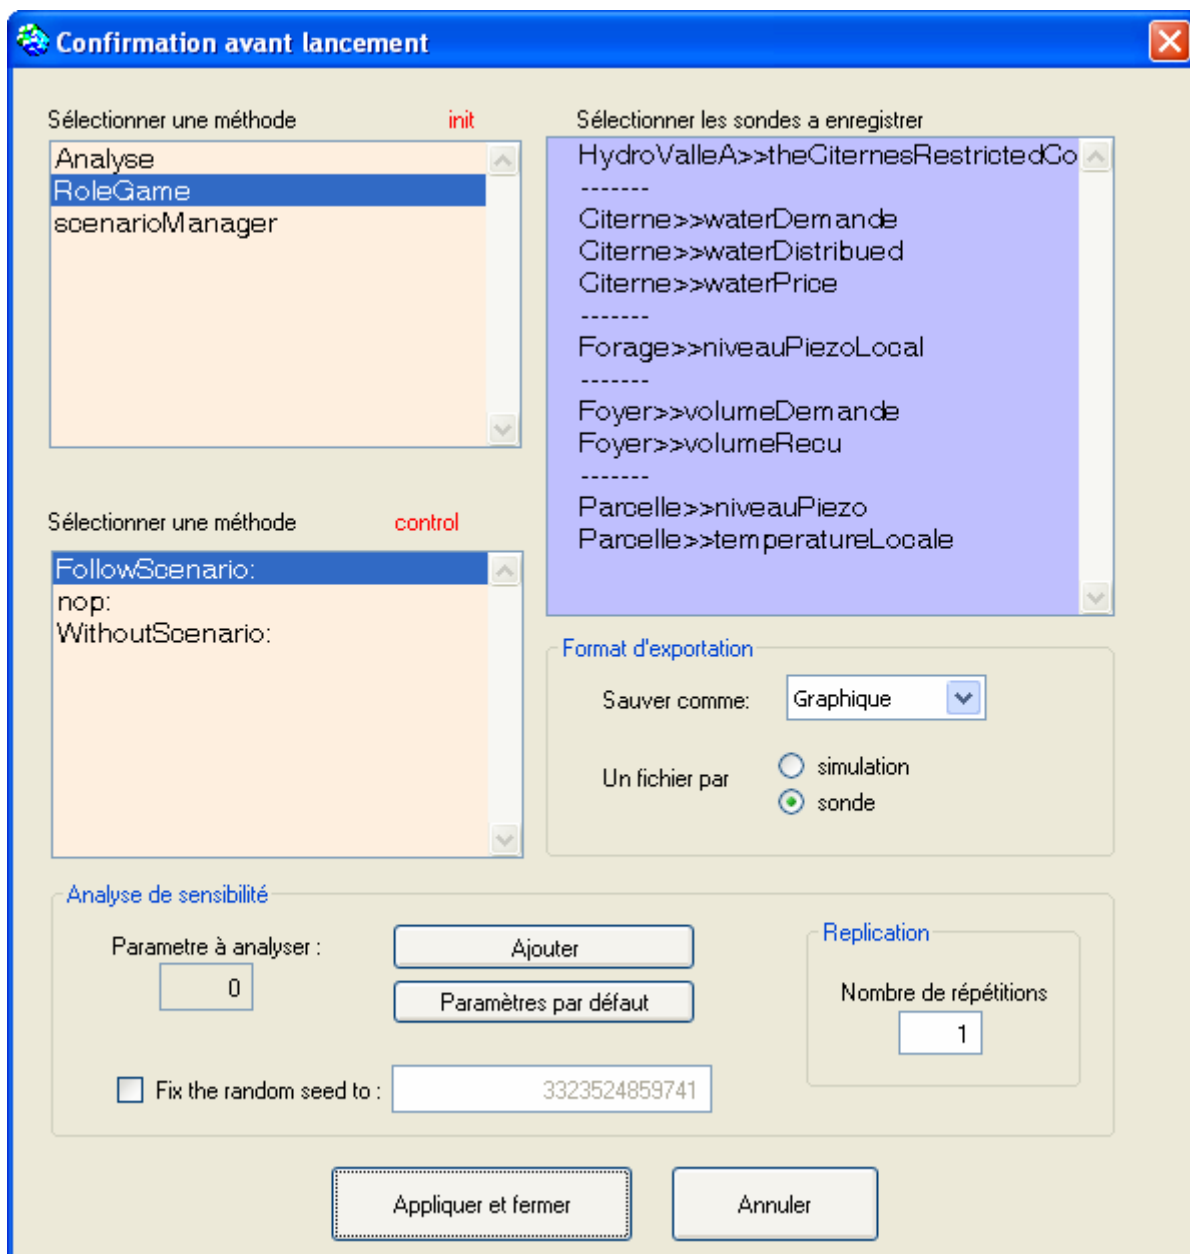 Confirmation avant lancement
Sélectionner une méthode init
Analyse
RoleGame
scenarioManager
Sélectionner les sondes a enregistrer
HydroValleA>>theCiternesRestrictedCo
-------
Citerne>>waterDemande
Citerne>>waterDistribued
Citerne>>waterPrice
-------
Forage>>niveauPiezoLocal
-------
Foyer>>volumeDemande
Foyer>>volumeRecu
-------
Parcelle>>niveauPiezo
Parcelle>>temperatureLocale
Sélectionner une méthode control
FollowScenario:
nop:
WithoutScenario:
Format d'exportation
Sauver comme: Graphique
Un fichier par
simulation
sonde
Analyse de sensibilité
Parametre à analyser :
0
Ajouter
Paramètres par défaut
Replication
Nombre de répétitions
1
Fix the random seed to : 3323524859741
Appliquer et fermer
Annuler